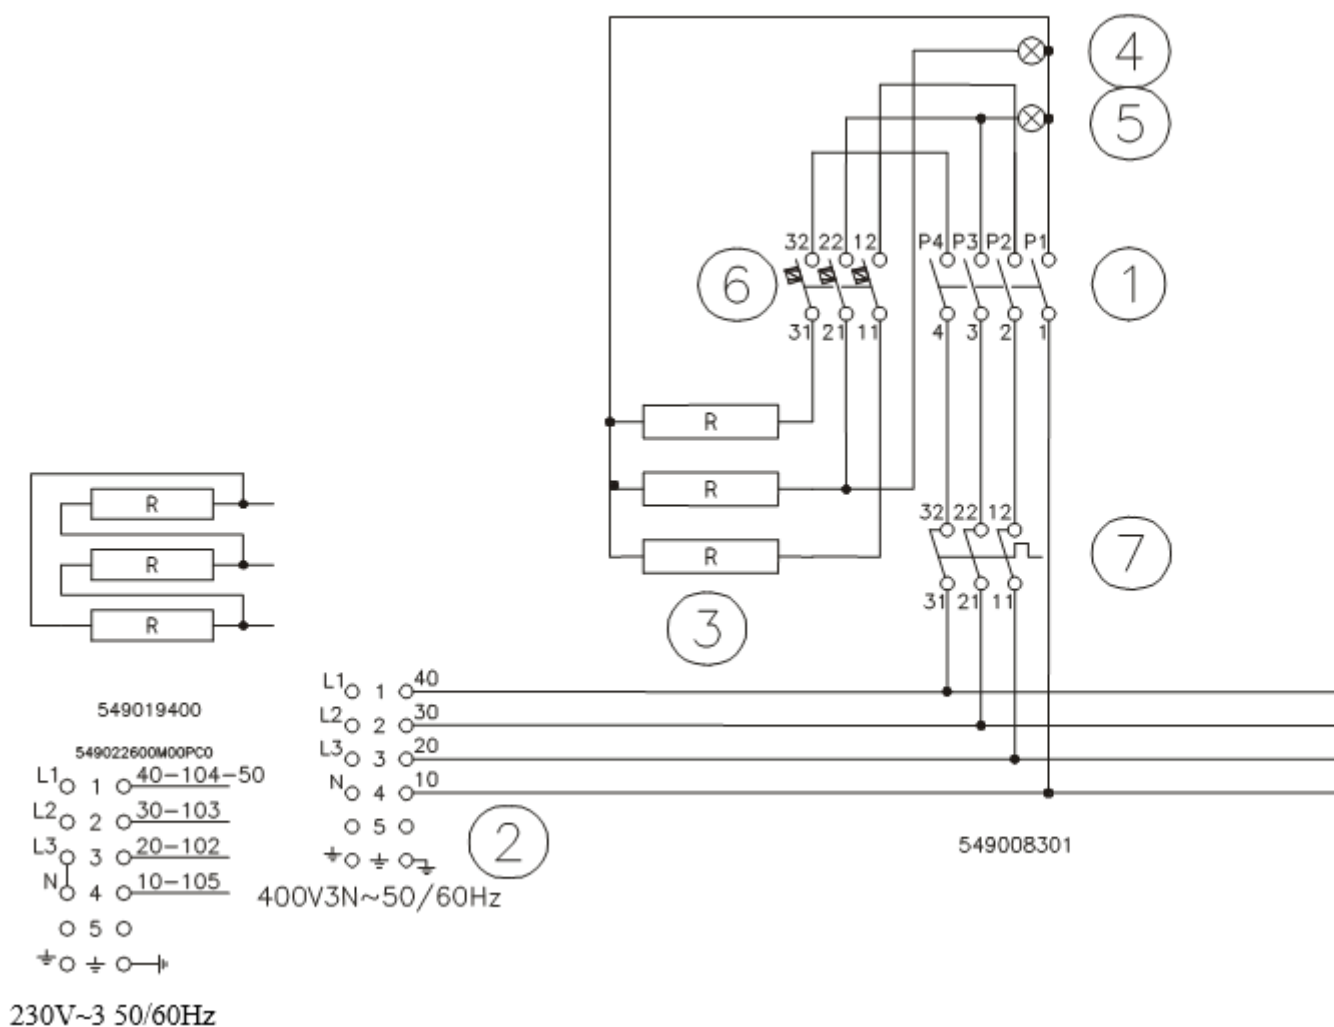 4
5
32 22 12 P4 P3 P2 P1
6
1
31 21 11 4 3 2 1
R
R
R
32 22 12
7
31 21 11
3
R
R
R
549019400
L1 1 40
L2 2 30
L3 3 20
N 4 10
5
2
400V3N~50/60Hz
549008301
549022600M00PC0
L1 1 40-104-50
L2 2 30-103
L3 3 20-102
N 4 10-105
5
230V~3 50/60Hz